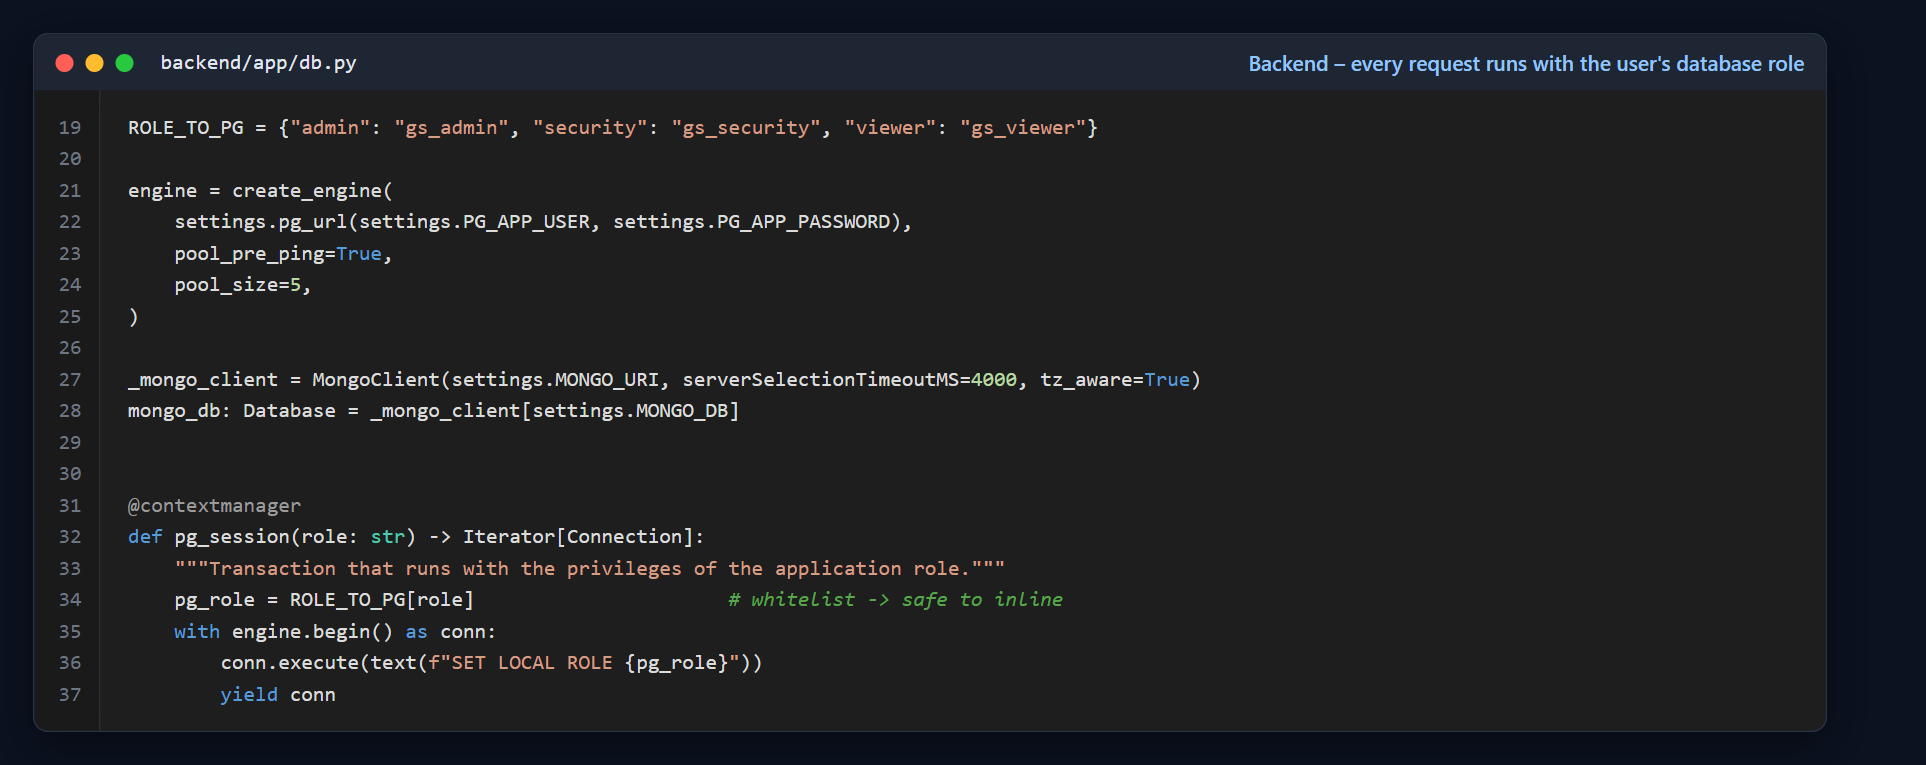 backend/app/db.py
Backend – every request runs with the user's database role
19 ROLE_TO_PG = {"admin": "gs_admin", "security": "gs_security", "viewer": "gs_viewer"}
20
21 engine = create_engine(
22     settings.pg_url(settings.PG_APP_USER, settings.PG_APP_PASSWORD),
23     pool_pre_ping=True,
24     pool_size=5,
25 )
26
27 _mongo_client = MongoClient(settings.MONGO_URI, serverSelectionTimeoutMS=4000, tz_aware=True)
28 mongo_db: Database = _mongo_client[settings.MONGO_DB]
29
30
31 @contextmanager
32 def pg_session(role: str) -> Iterator[Connection]:
33     """Transaction that runs with the privileges of the application role."""
34     pg_role = ROLE_TO_PG[role]                      # whitelist -> safe to inline
35     with engine.begin() as conn:
36         conn.execute(text(f"SET LOCAL ROLE {pg_role}"))
37         yield conn